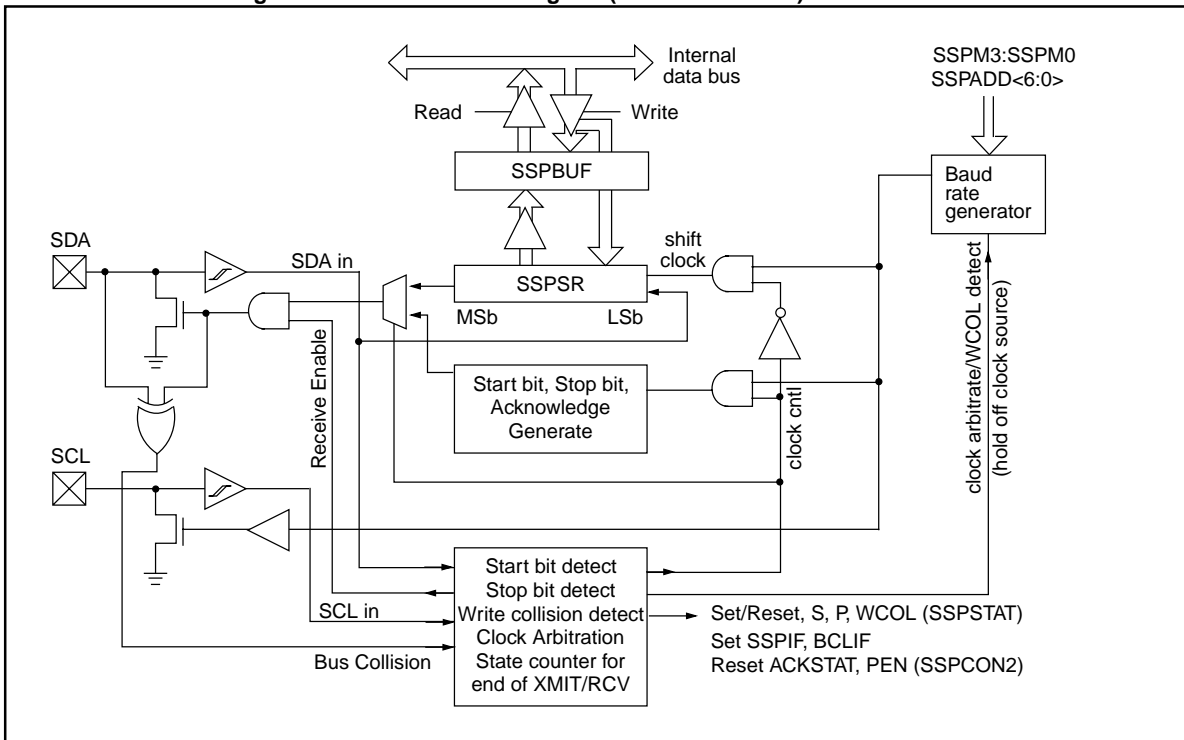 Internal
data bus
SSPM3:SSPM0
SSPADD<6:0>
Read
Write
SSPBUF
Baud
rate
generator
SDA
SDA in
shift
clock
SSPSR
MSb
LSb
Start bit, Stop bit,
Acknowledge
Generate
Receive Enable
clock cntl
clock arbitrate/WCOL detect
(hold off clock source)
SCL
SCL in
Bus Collision
Start bit detect
Stop bit detect
Write collision detect
Clock Arbitration
State counter for
end of XMIT/RCV
Set/Reset, S, P, WCOL (SSPSTAT)
Set SSPIF, BCLIF
Reset ACKSTAT, PEN (SSPCON2)